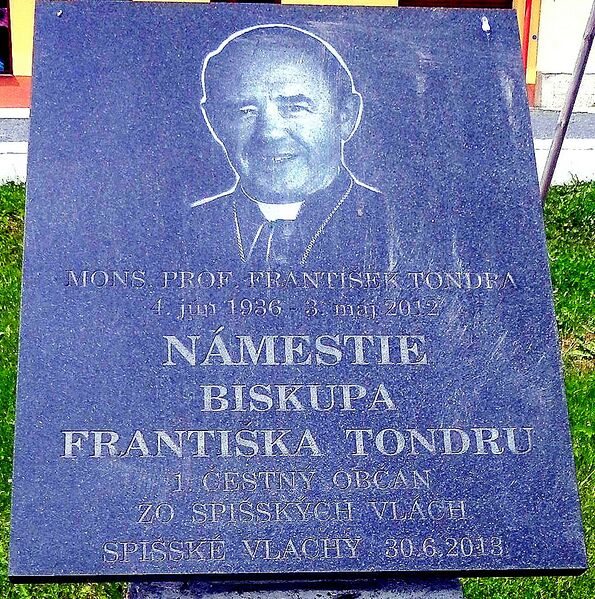 MONS. PROF. FRANTIŠEK TONDRA
4. jún 1936 - 3. máj 2012
NÁMESTIE
BISKUPA
FRANTIŠKA TONDRU
1. ČESTNÝ OBČAN
ZO SPIŠSKÝCH VLÁCH
SPIŠSKÉ VLACHY 30.6.2013